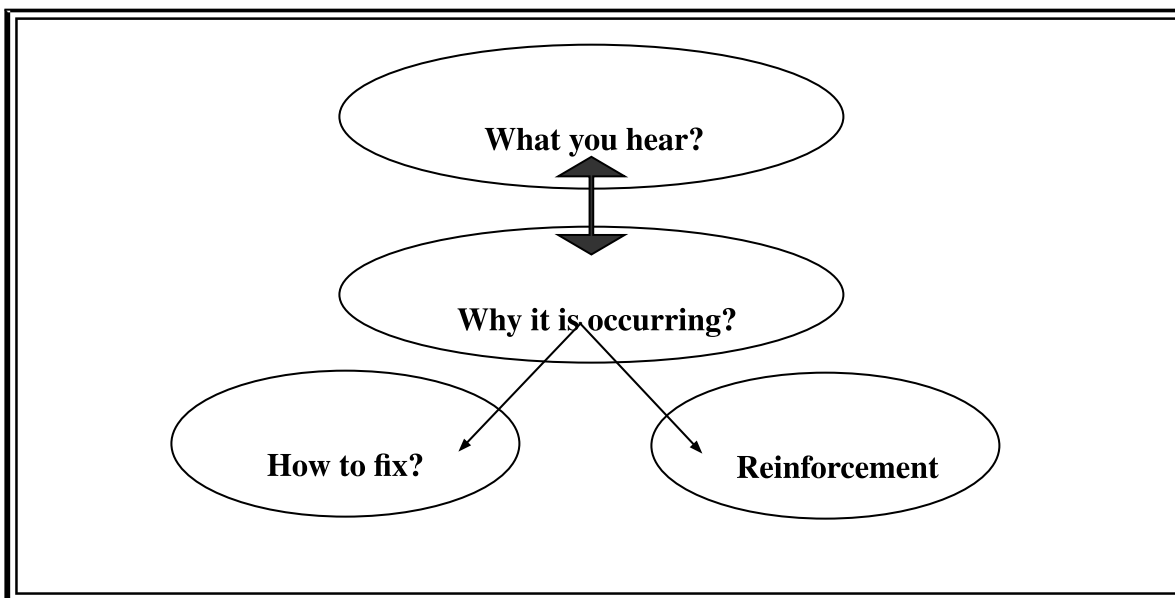 What you hear?
Why it is occurring?
How to fix?
Reinforcement